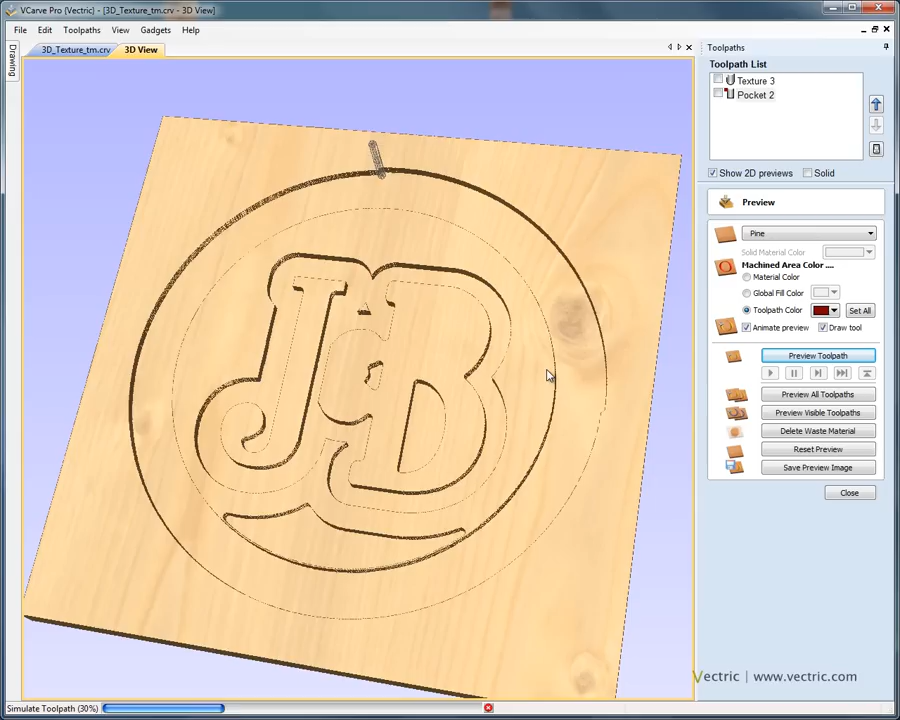 VCarve Pro {Vectric} - [3D_Texture_tm.crv - 3D View]
File Edit Toolpaths View Gadgets Help
Drawing
3D_Texture_tm.crv
3D View
Toolpaths
Toolpath List
Texture 3
Pocket 2
Show 2D previews
Solid
Preview
Pine
Solid Material Color
Machined Area Color ....
Material Color
Global Fill Color
Toolpath Color
Set All
Animate preview
Draw tool
Preview Toolpath
Preview All Toolpaths
Preview Visible Toolpaths
Delete Waste Material
Reset Preview
Save Preview Image
Close
JaB
Vectric | www.vectric.com
Simulate Toolpath (30%)